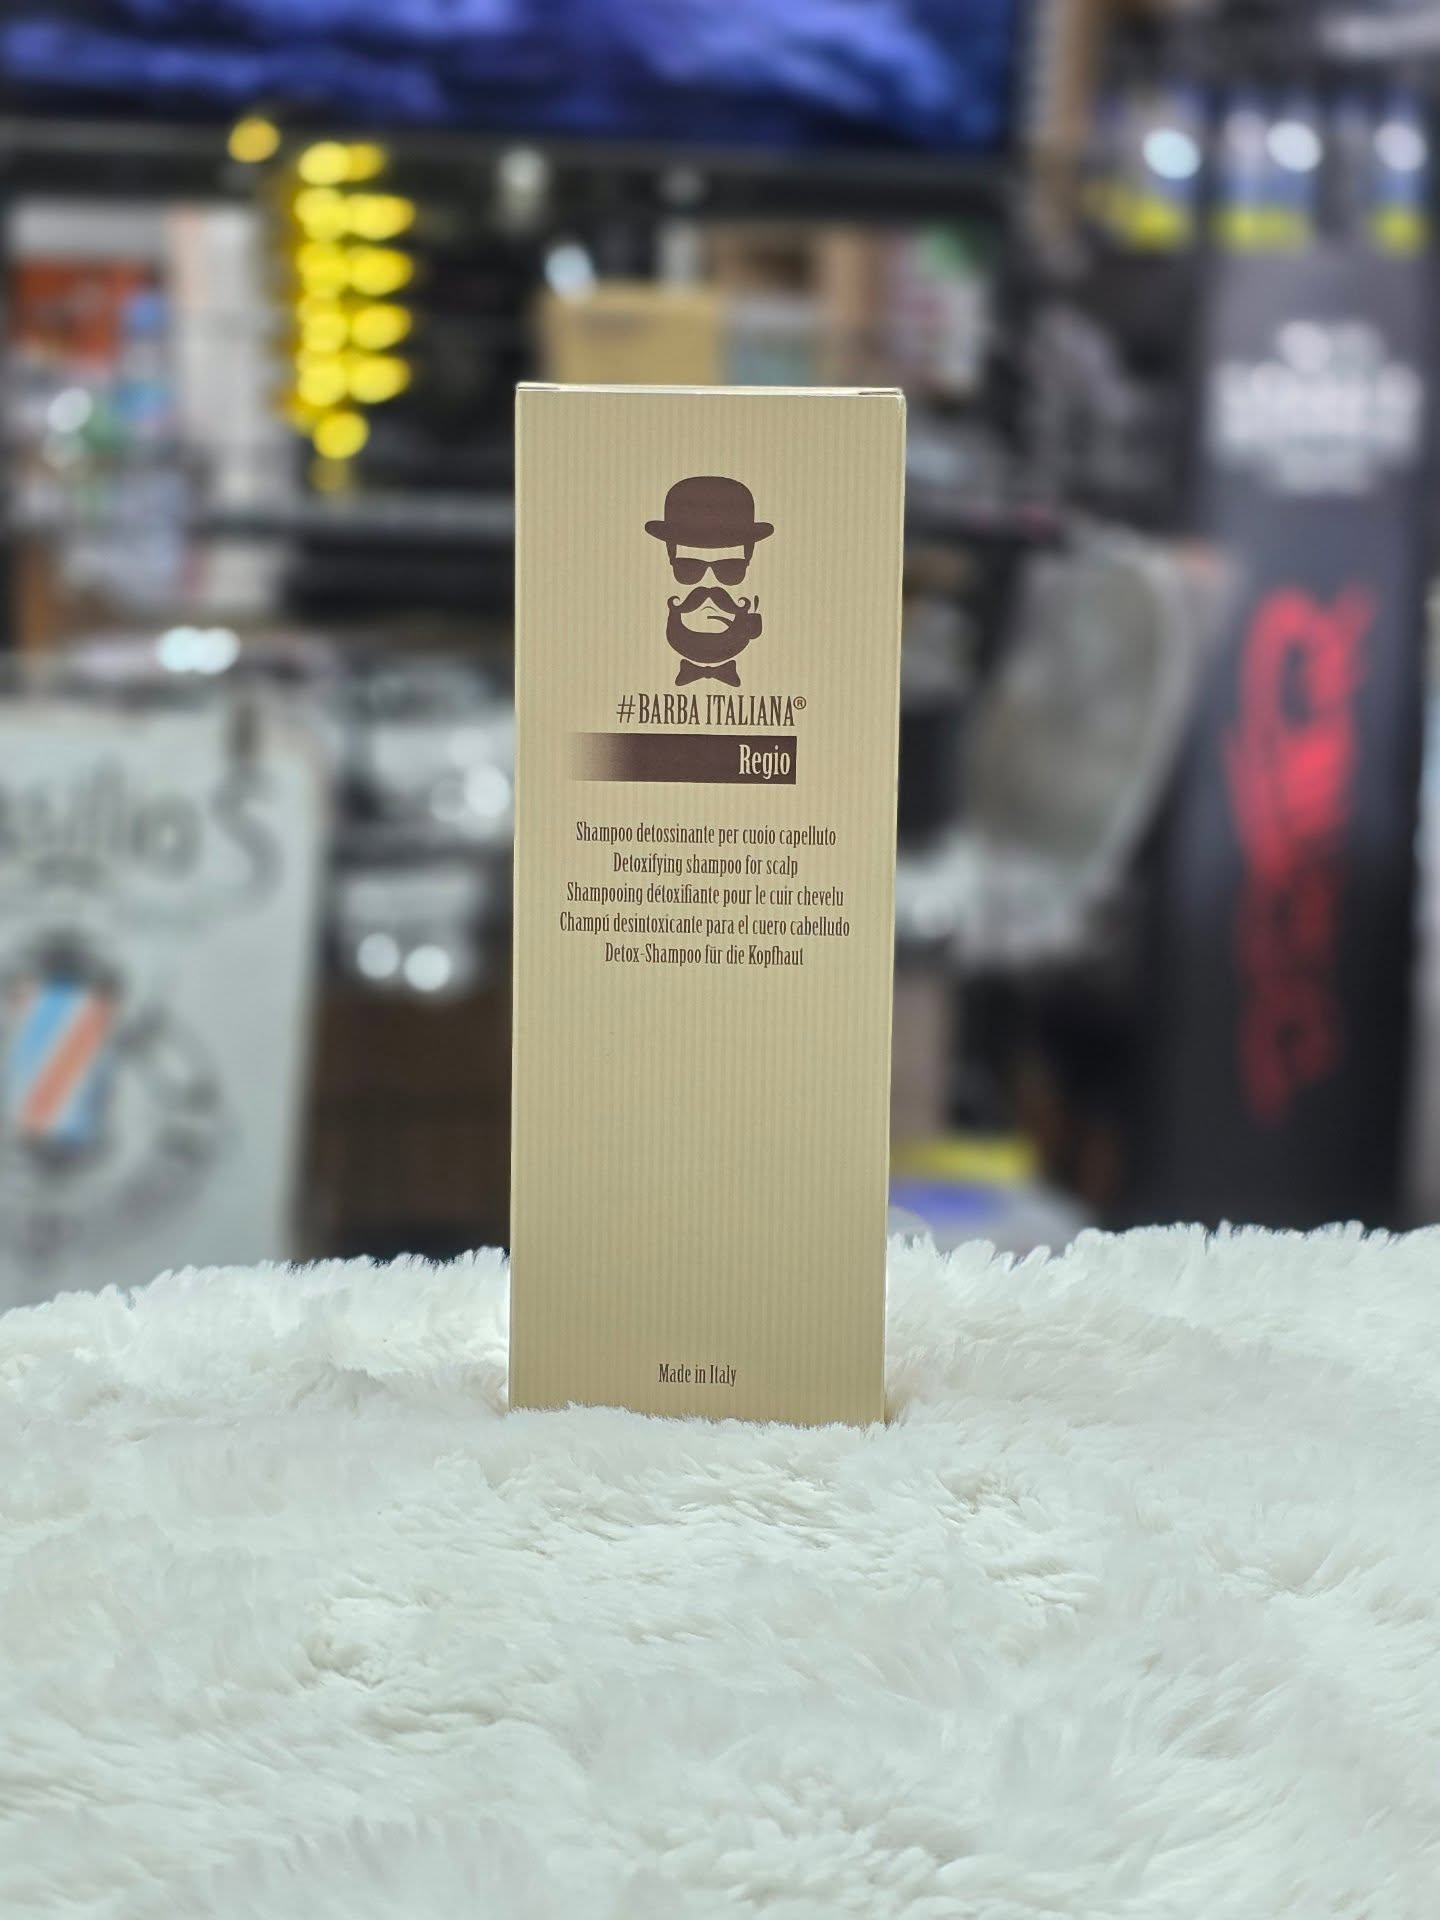 #BARBA ITALIANA®
Regio
Shampoo detossinante per cuoio capelluto
Detoxifying shampoo for scalp
Shampooing détoxifiante pour le cuir chevelu
Champú desintoxicante para el cuero cabelludo
Detox-Shampoo für die Kopfhaut
Made in Italy